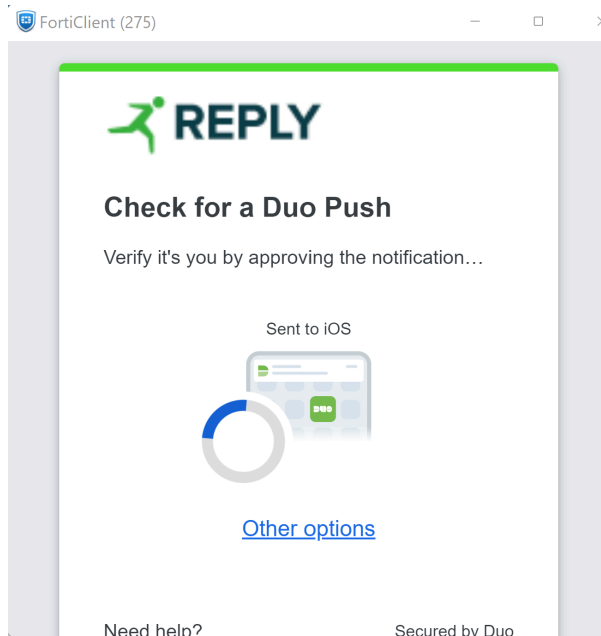 FortiClient (275)
REPLY
Check for a Duo Push
Verify it's you by approving the notification…
Sent to iOS
DUO
Other options
Need help?
Secured by Duo